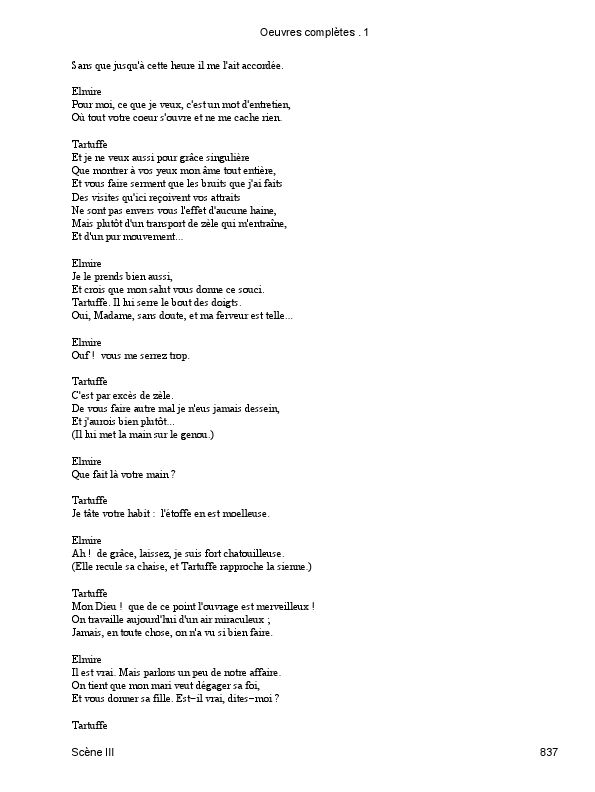 Oeuvres complètes . 1
Sans que jusqu'à cette heure il me l'ait accordée.
Elmire
Pour moi, ce que je veux, c'est un mot d'entretien,
Où tout votre coeur s'ouvre et ne me cache rien.
Tartuffe
Et je ne veux aussi pour grâce singulière
Que montrer à vos yeux mon âme tout entière,
Et vous faire serment que les bruits que j'ai faits
Des visites qu'ici reçoivent vos attraits
Ne sont pas envers vous l'effet d'aucune haine,
Mais plutôt d'un transport de zèle qui m'entraîne,
Et d'un pur mouvement...
Elmire
Je le prends bien aussi,
Et crois que mon salut vous donne ce souci.
Tartuffe. Il lui serre le bout des doigts.
Oui, Madame, sans doute, et ma ferveur est telle...
Elmire
Ouf !  vous me serrez trop.
Tartuffe
C'est par excès de zèle.
De vous faire autre mal je n'eus jamais dessein,
Et j'aurois bien plutôt...
(Il lui met la main sur le genou.)
Elmire
Que fait là votre main ?
Tartuffe
Je tâte votre habit :  l'étoffe en est moelleuse.
Elmire
Ah !  de grâce, laissez, je suis fort chatouilleuse.
(Elle recule sa chaise, et Tartuffe rapproche la sienne.)
Tartuffe
Mon Dieu !  que de ce point l'ouvrage est merveilleux !
On travaille aujourd'hui d'un air miraculeux ;
Jamais, en toute chose, on n'a vu si bien faire.
Elmire
Il est vrai. Mais parlons un peu de notre affaire.
On tient que mon mari veut dégager sa foi,
Et vous donner sa fille. Est−il vrai, dites−moi ?
Tartuffe
Scène III 837